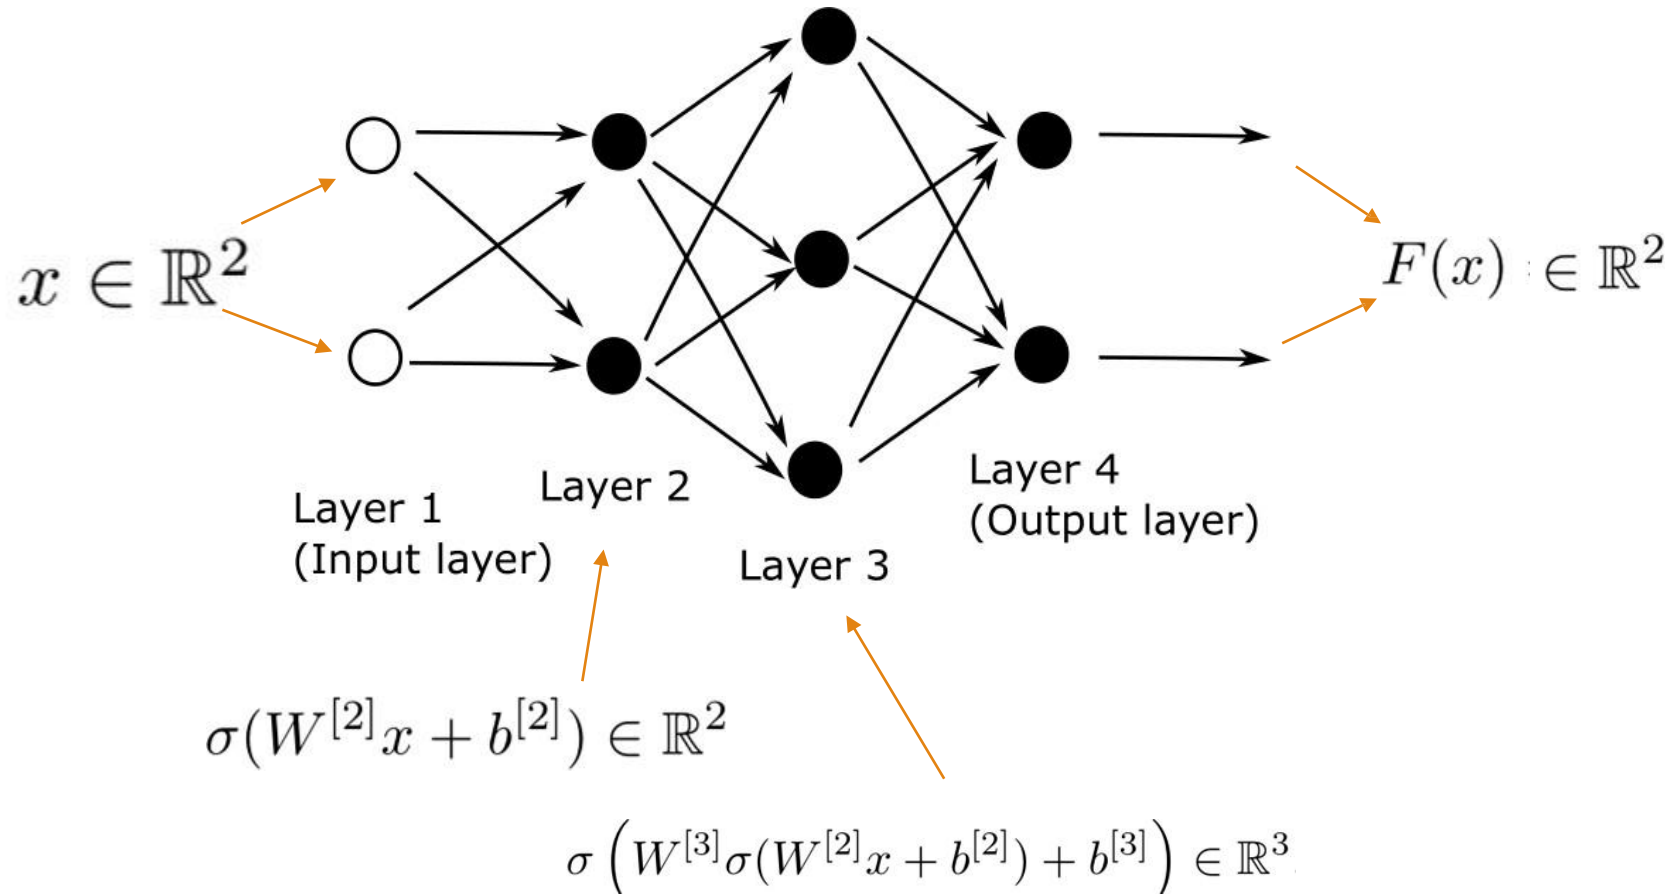 x ∈ ℝ²
F(x) ∈ ℝ²
Layer 1
(Input layer)
Layer 2
Layer 3
Layer 4
(Output layer)
σ(W^{[2]}x + b^{[2]}) ∈ ℝ²
σ(W^{[3]}σ(W^{[2]}x + b^{[2]}) + b^{[3]}) ∈ ℝ³